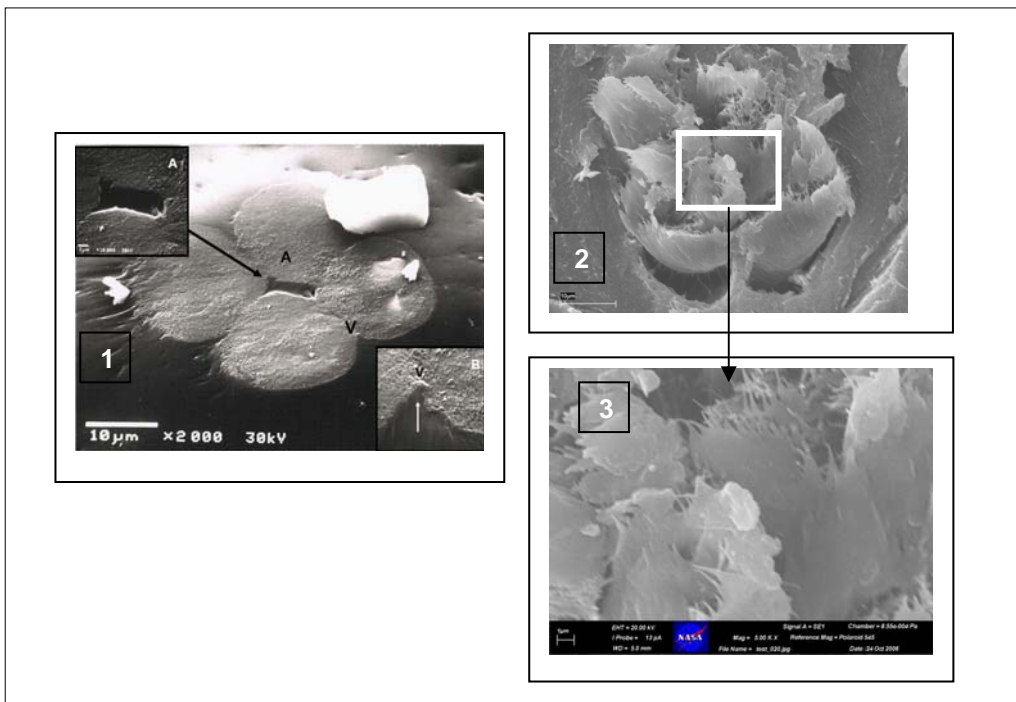 A
A
V
1
10µm ×2000 30kV
V
B
2
3
EHT = 20.00 kV
Signal A = SE1
Chamber = 8.55e-004 Pa
I Probe = 13 pA
Mag = 5.00 K X
Reference Mag = Polaroid 545
WD = 5.0 mm
File Name = test_020.jpg
Date :24 Oct 2006
NASA